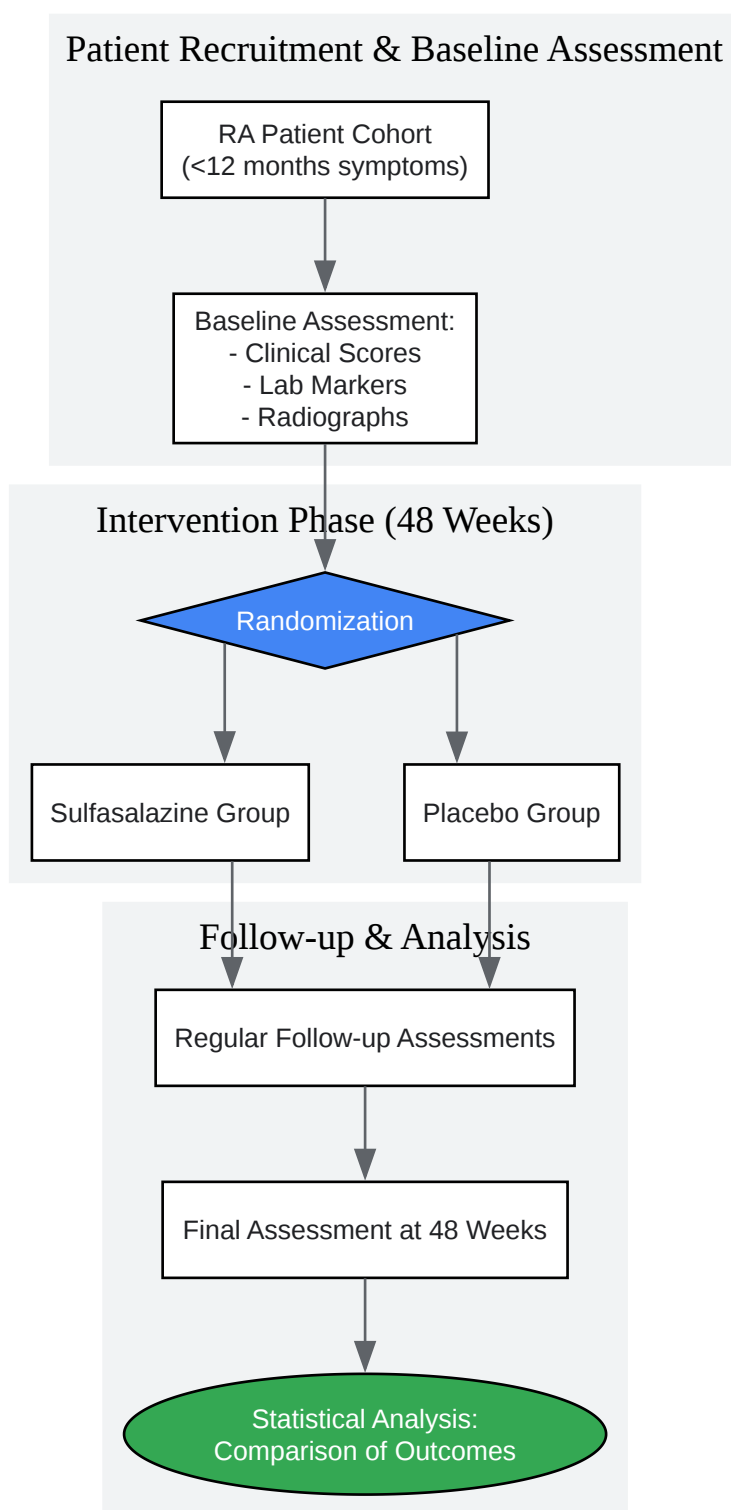 Patient Recruitment & Baseline Assessment
RA Patient Cohort
(<12 months symptoms)
Baseline Assessment:
- Clinical Scores
- Lab Markers
- Radiographs
Intervention Phase (48 Weeks)
Randomization
Sulfasalazine Group
Placebo Group
Follow-up & Analysis
Regular Follow-up Assessments
Final Assessment at 48 Weeks
Statistical Analysis:
Comparison of Outcomes